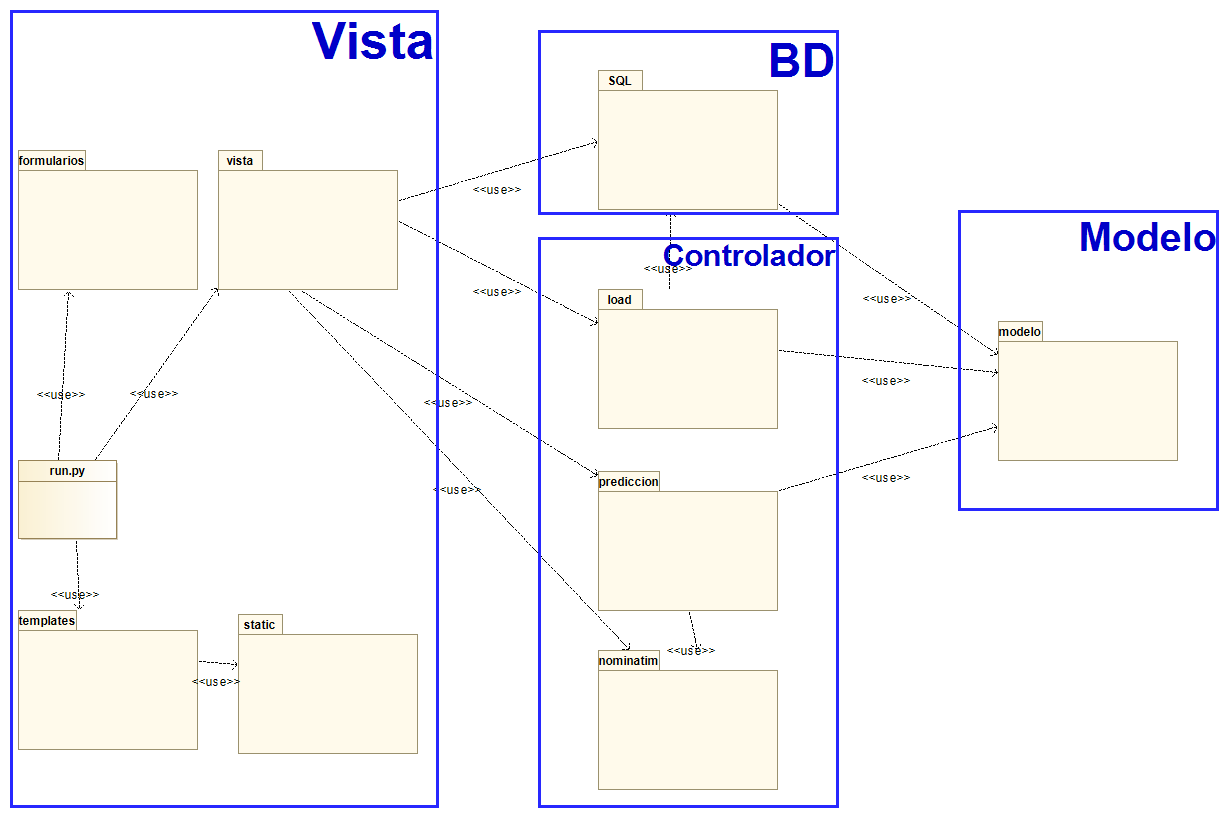 Vista
formularios
vista
<<use>>
<<use>>
<<use>>
<<use>>
<<use>>
<<use>>
run.py
<<use>>
templates
static
<<use>>
BD
SQL
<<use>>
Controlador
load
prediccion
<<use>>
nominatim
<<use>>
<<use>>
<<use>>
Modelo
modelo